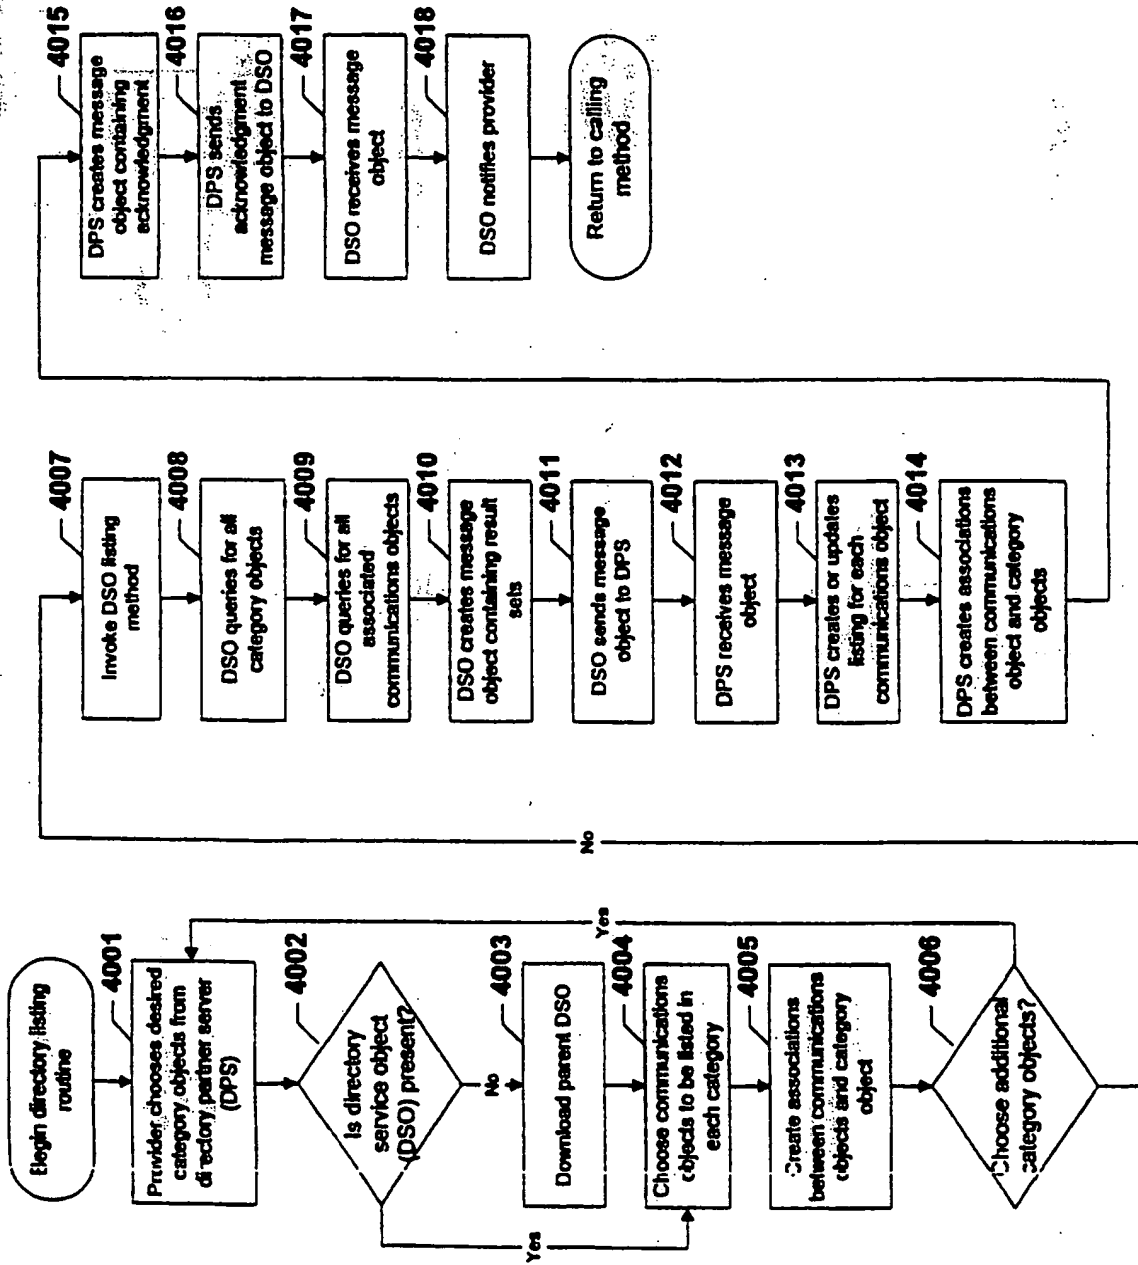 Begin directory listing
routine
4001
Provider chooses desired
category objects from
directory partner server
(DPS)
4002
Is directory
service object
(DSO) present?
No
Yes
4003
Download parent DSO
4004
Choose communications
objects to be listed in
each category
4005
Create associations
between communications
objects and category
object
4006
Choose additional
category objects?
Yes
No
4007
Invoke DSO listing
method
4008
DSO queries for all
category objects
4009
DSO queries for all
associated
communications objects
4010
DSO creates message
object containing result
sets
4011
DSO sends message
object to DPS
4012
DPS receives message
object
4013
DPS creates or updates
listing for each
communications object
4014
DPS creates associations
between communications
object and category
objects
4015
DPS creates message
object containing
acknowledgment
4016
DPS sends
acknowledgment
message object to DSO
4017
DSO receives message
object
4018
DSO notifies provider
Return to calling
method